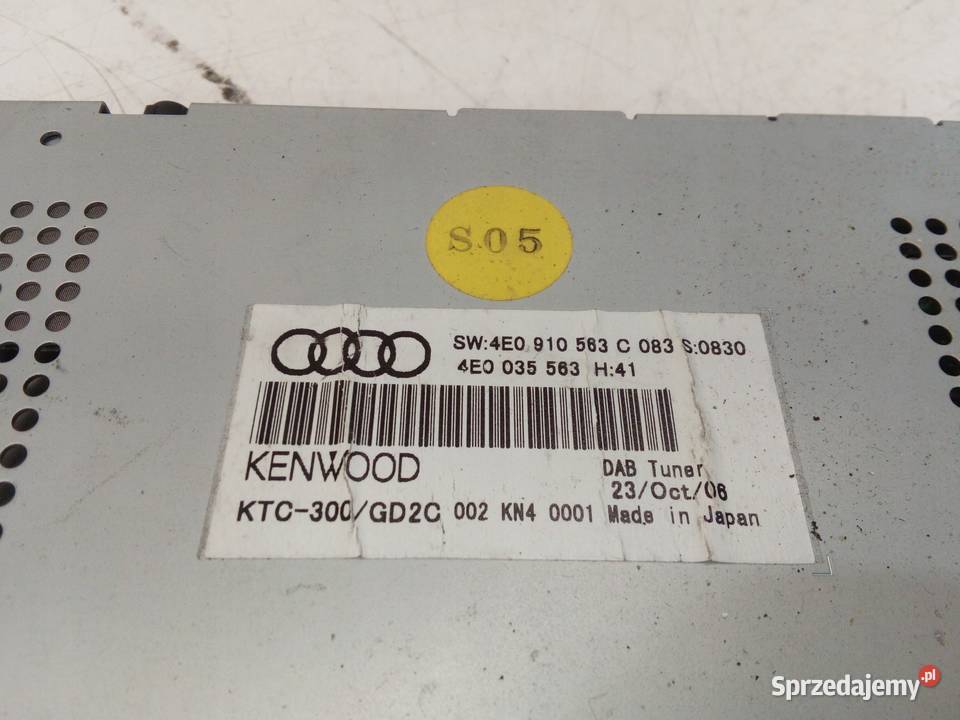 S05
SW:4E0 910 563 C 083 S:0830
4E0 035 563 H:41
KENWOOD
DAB Tuner
23/Oct/06
KTC-300/GD2C 002 KN4 0001 Made in Japan
Sprzedajemy.pl